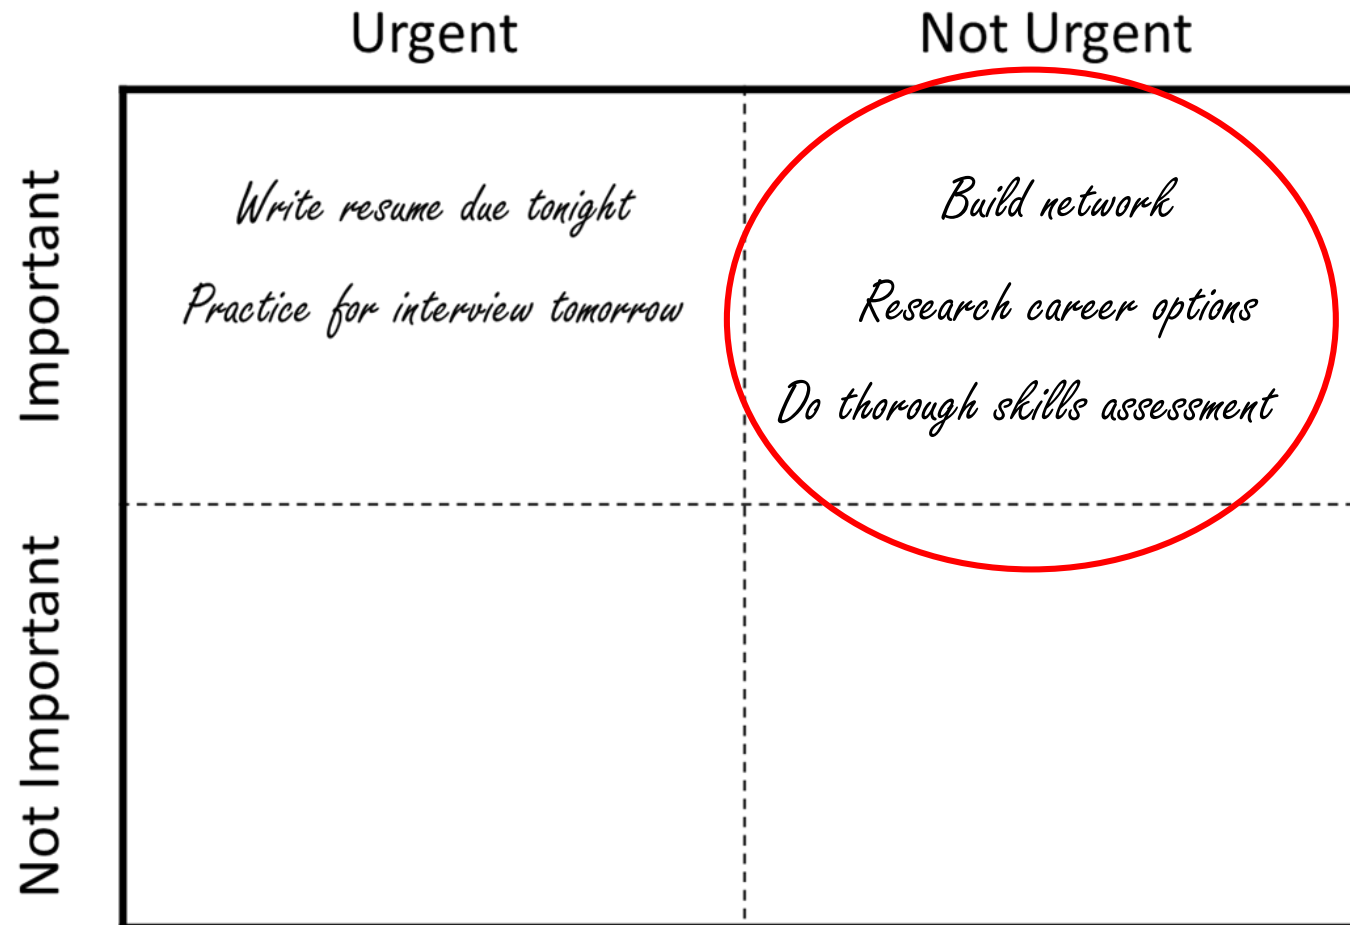 Urgent
Not Urgent
Important
Write resume due tonight
Practice for interview tomorrow
Build network
Research career options
Do thorough skills assessment
Not Important